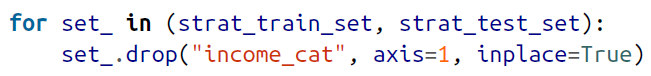 for set_ in (strat_train_set, strat_test_set):
    set_.drop("income_cat", axis=1, inplace=True)